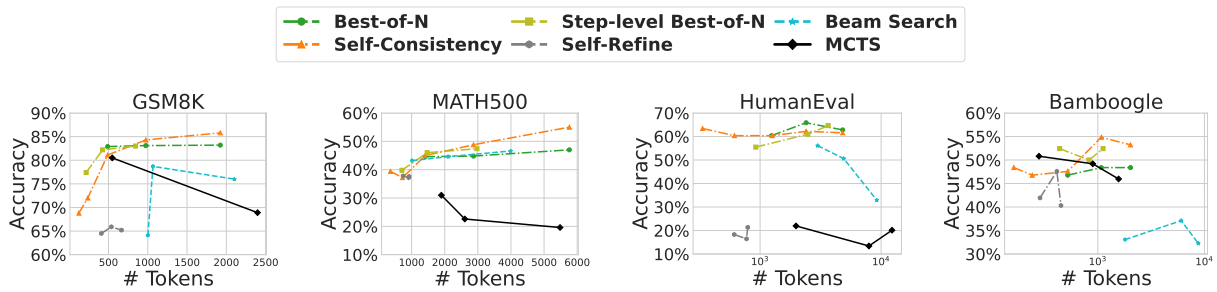 Best-of-N Step-level Best-of-N Beam Search
Self-Consistency Self-Refine MCTS
GSM8K MATH500 HumanEval Bamboogle
90% 60% 70% 60%
85% 50% 60% 55%
80% 40% 50% 50%
75% 30% 40% 45%
70% 20% 30% 40%
65% 10% 20% 35%
60% 10% 30%
Accuracy Accuracy Accuracy Accuracy
500 1000 1500 2000 2500 1000 2000 3000 4000 5000 6000 10³ 10⁴ 10³ 10⁴
# Tokens # Tokens # Tokens # Tokens